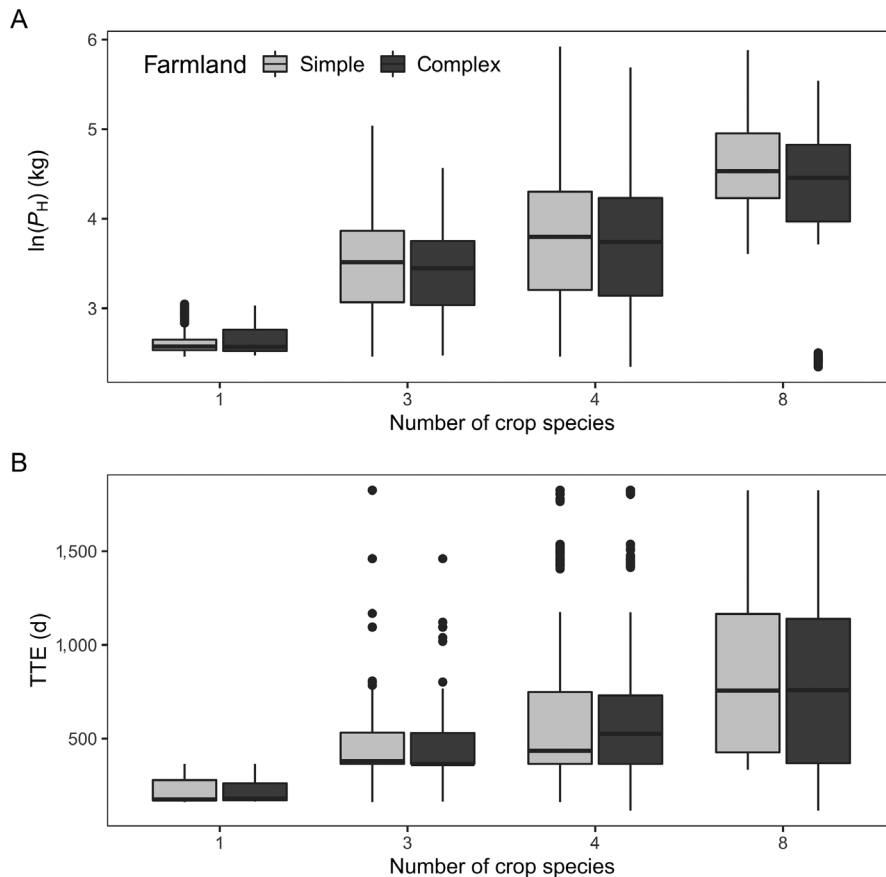 A
Farmland Simple Complex
6
5
4
3
ln(P_H) (kg)
1 3 4 8
Number of crop species
B
1,500
1,000
500
TTE (d)
1 3 4 8
Number of crop species